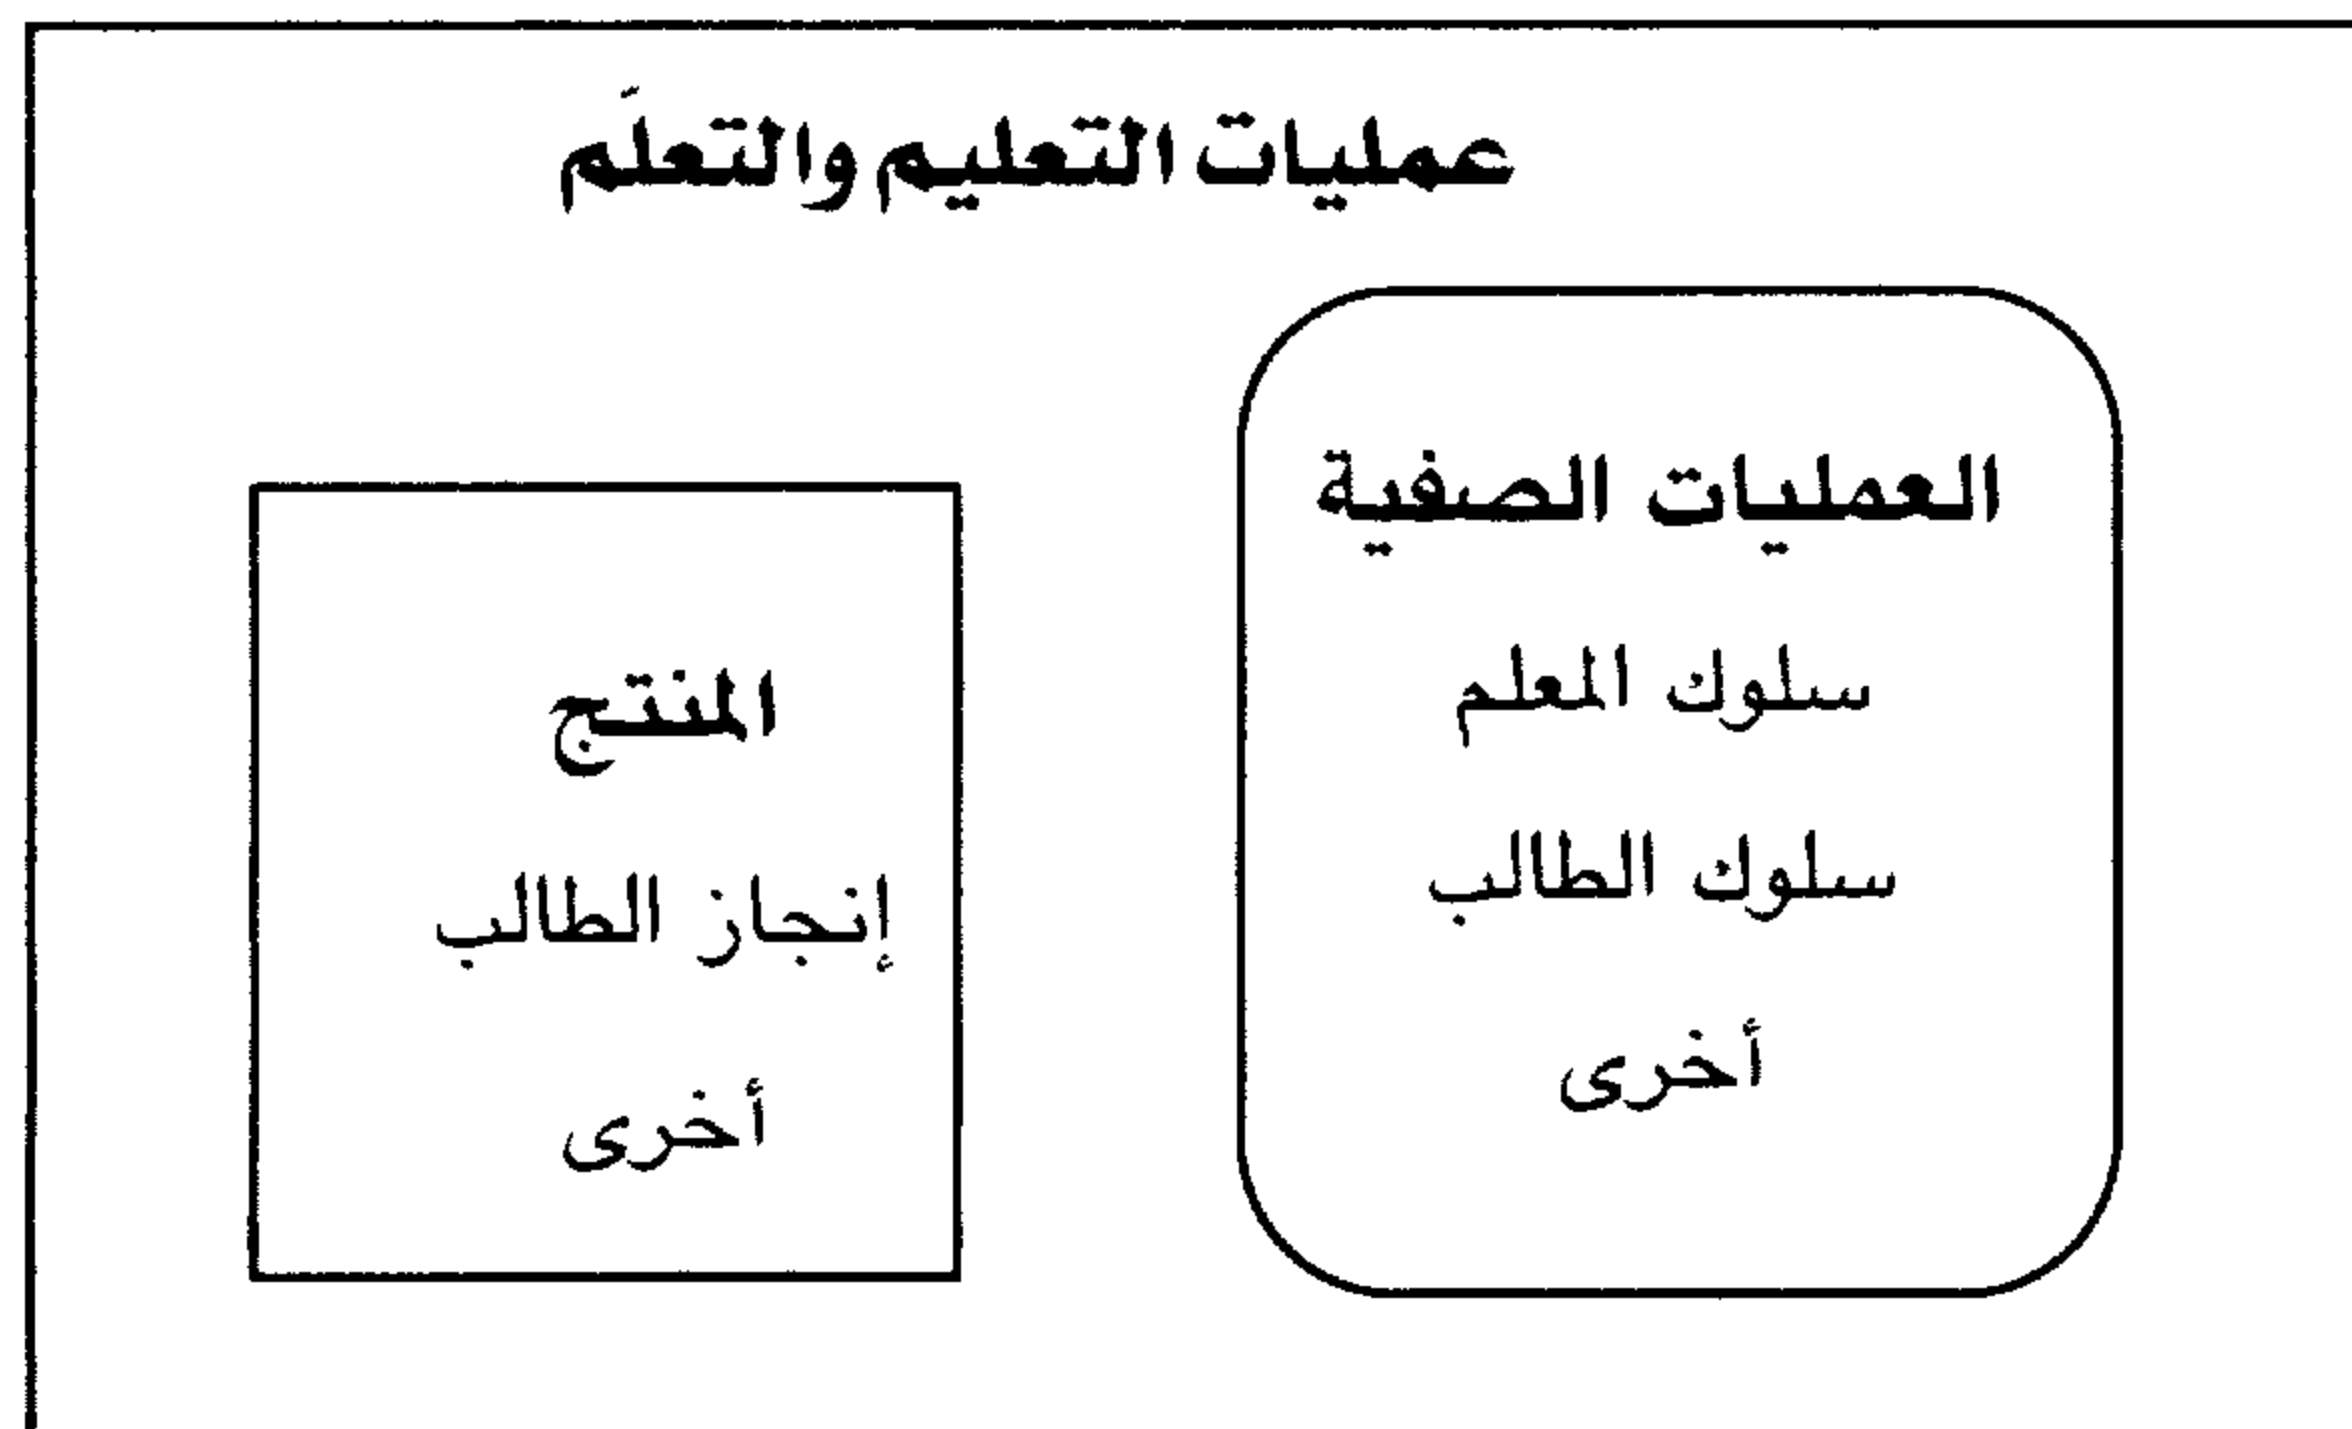 عمليات التعليم والتعلَم
العمليات الصفية
سلوك المعلم
سلوك الطالب
أخرى
المنتج
إنجاز الطالب
أخرى